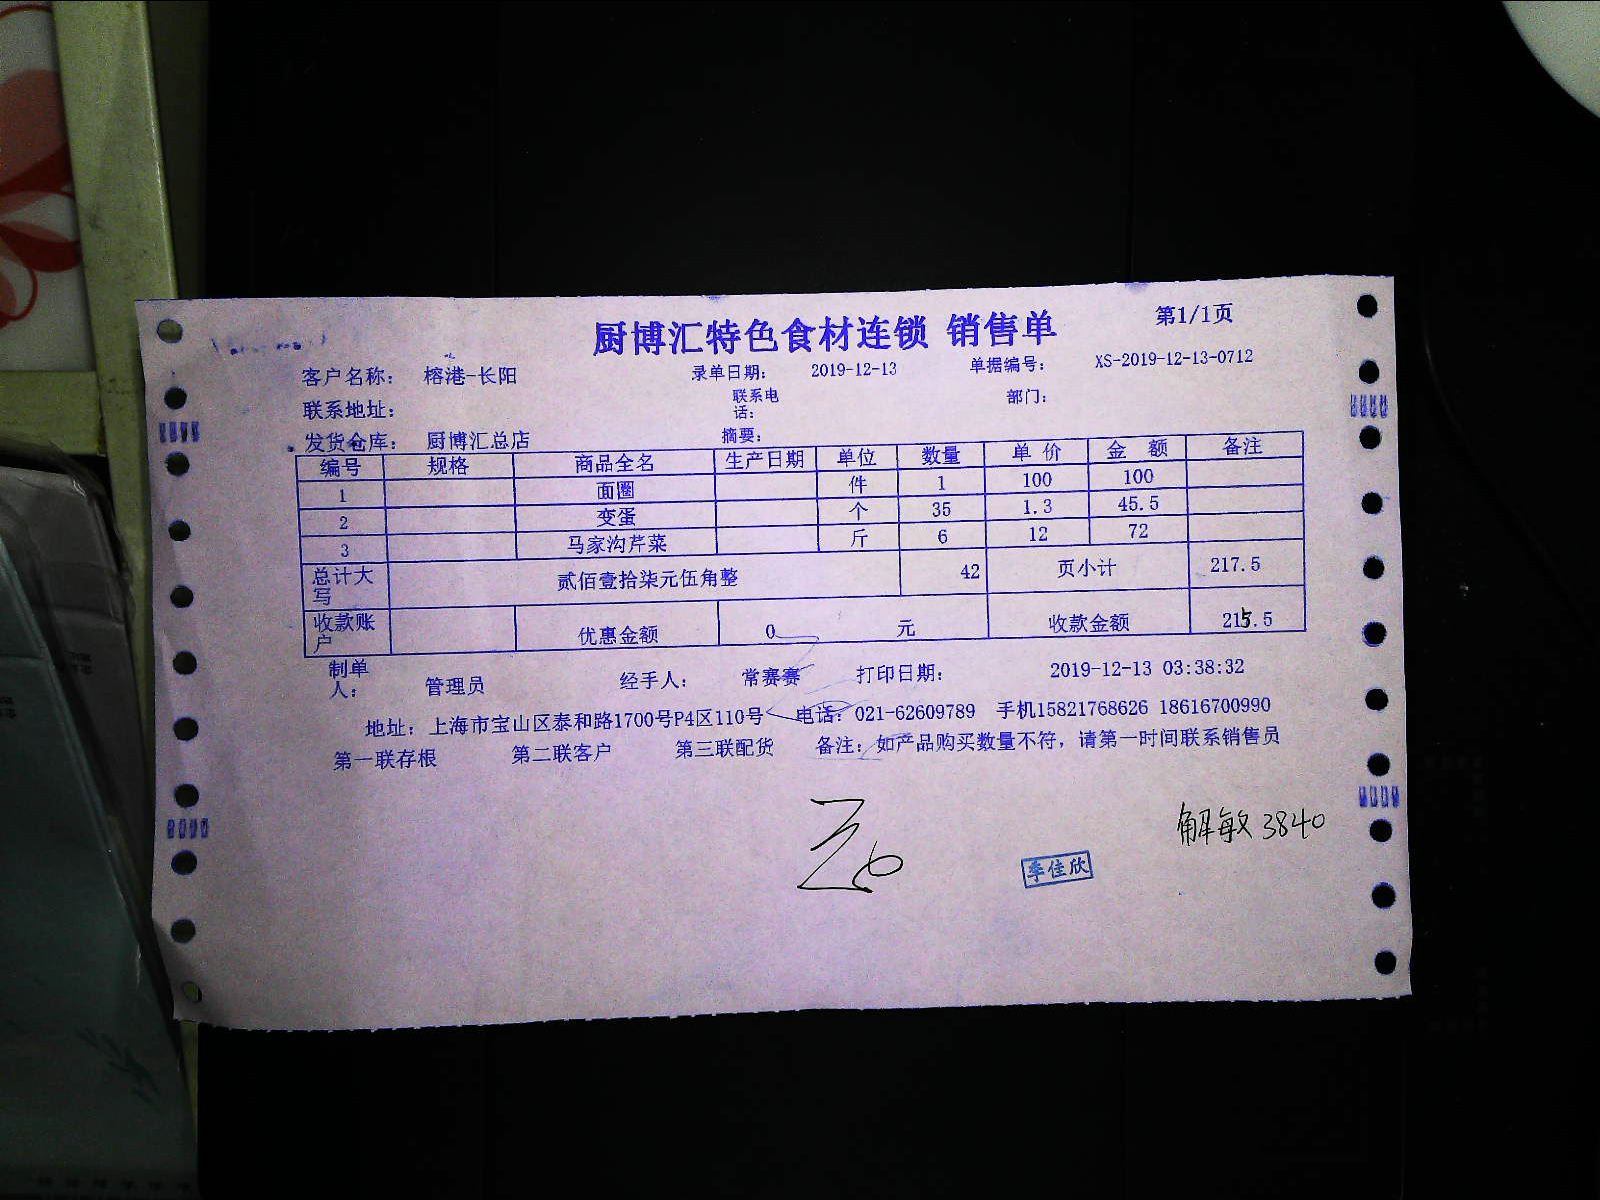 厨博汇特色食材连锁 销售单 第1/1页
客户名称： 榕港-长阳 录单日期： 2019-12-13 单据编号： XS-2019-12-13-0712
联系地址： 联系电话： 部门：
发货仓库： 厨博汇总店 摘要：
编号 规格 商品全名 生产日期 单位 数量 单价 金额 备注
1 面圈 件 1 100 100
2 变蛋 个 35 1.3 45.5
3 马家沟芹菜 斤 6 12 72
总计大写 贰佰壹拾柒元伍角整 42 页小计 217.5
收款账户 优惠金额 0 元 收款金额 215.5
制单人： 管理员 经手人： 常赛赛 打印日期： 2019-12-13 03:38:32
地址：上海市宝山区泰和路1700号P4区110号 电话：021-62609789 手机15821768626 18616700990
第一联存根 第二联客户 第三联配货 备注：如产品购买数量不符，请第一时间联系销售员
解敏 3840
季佳欣